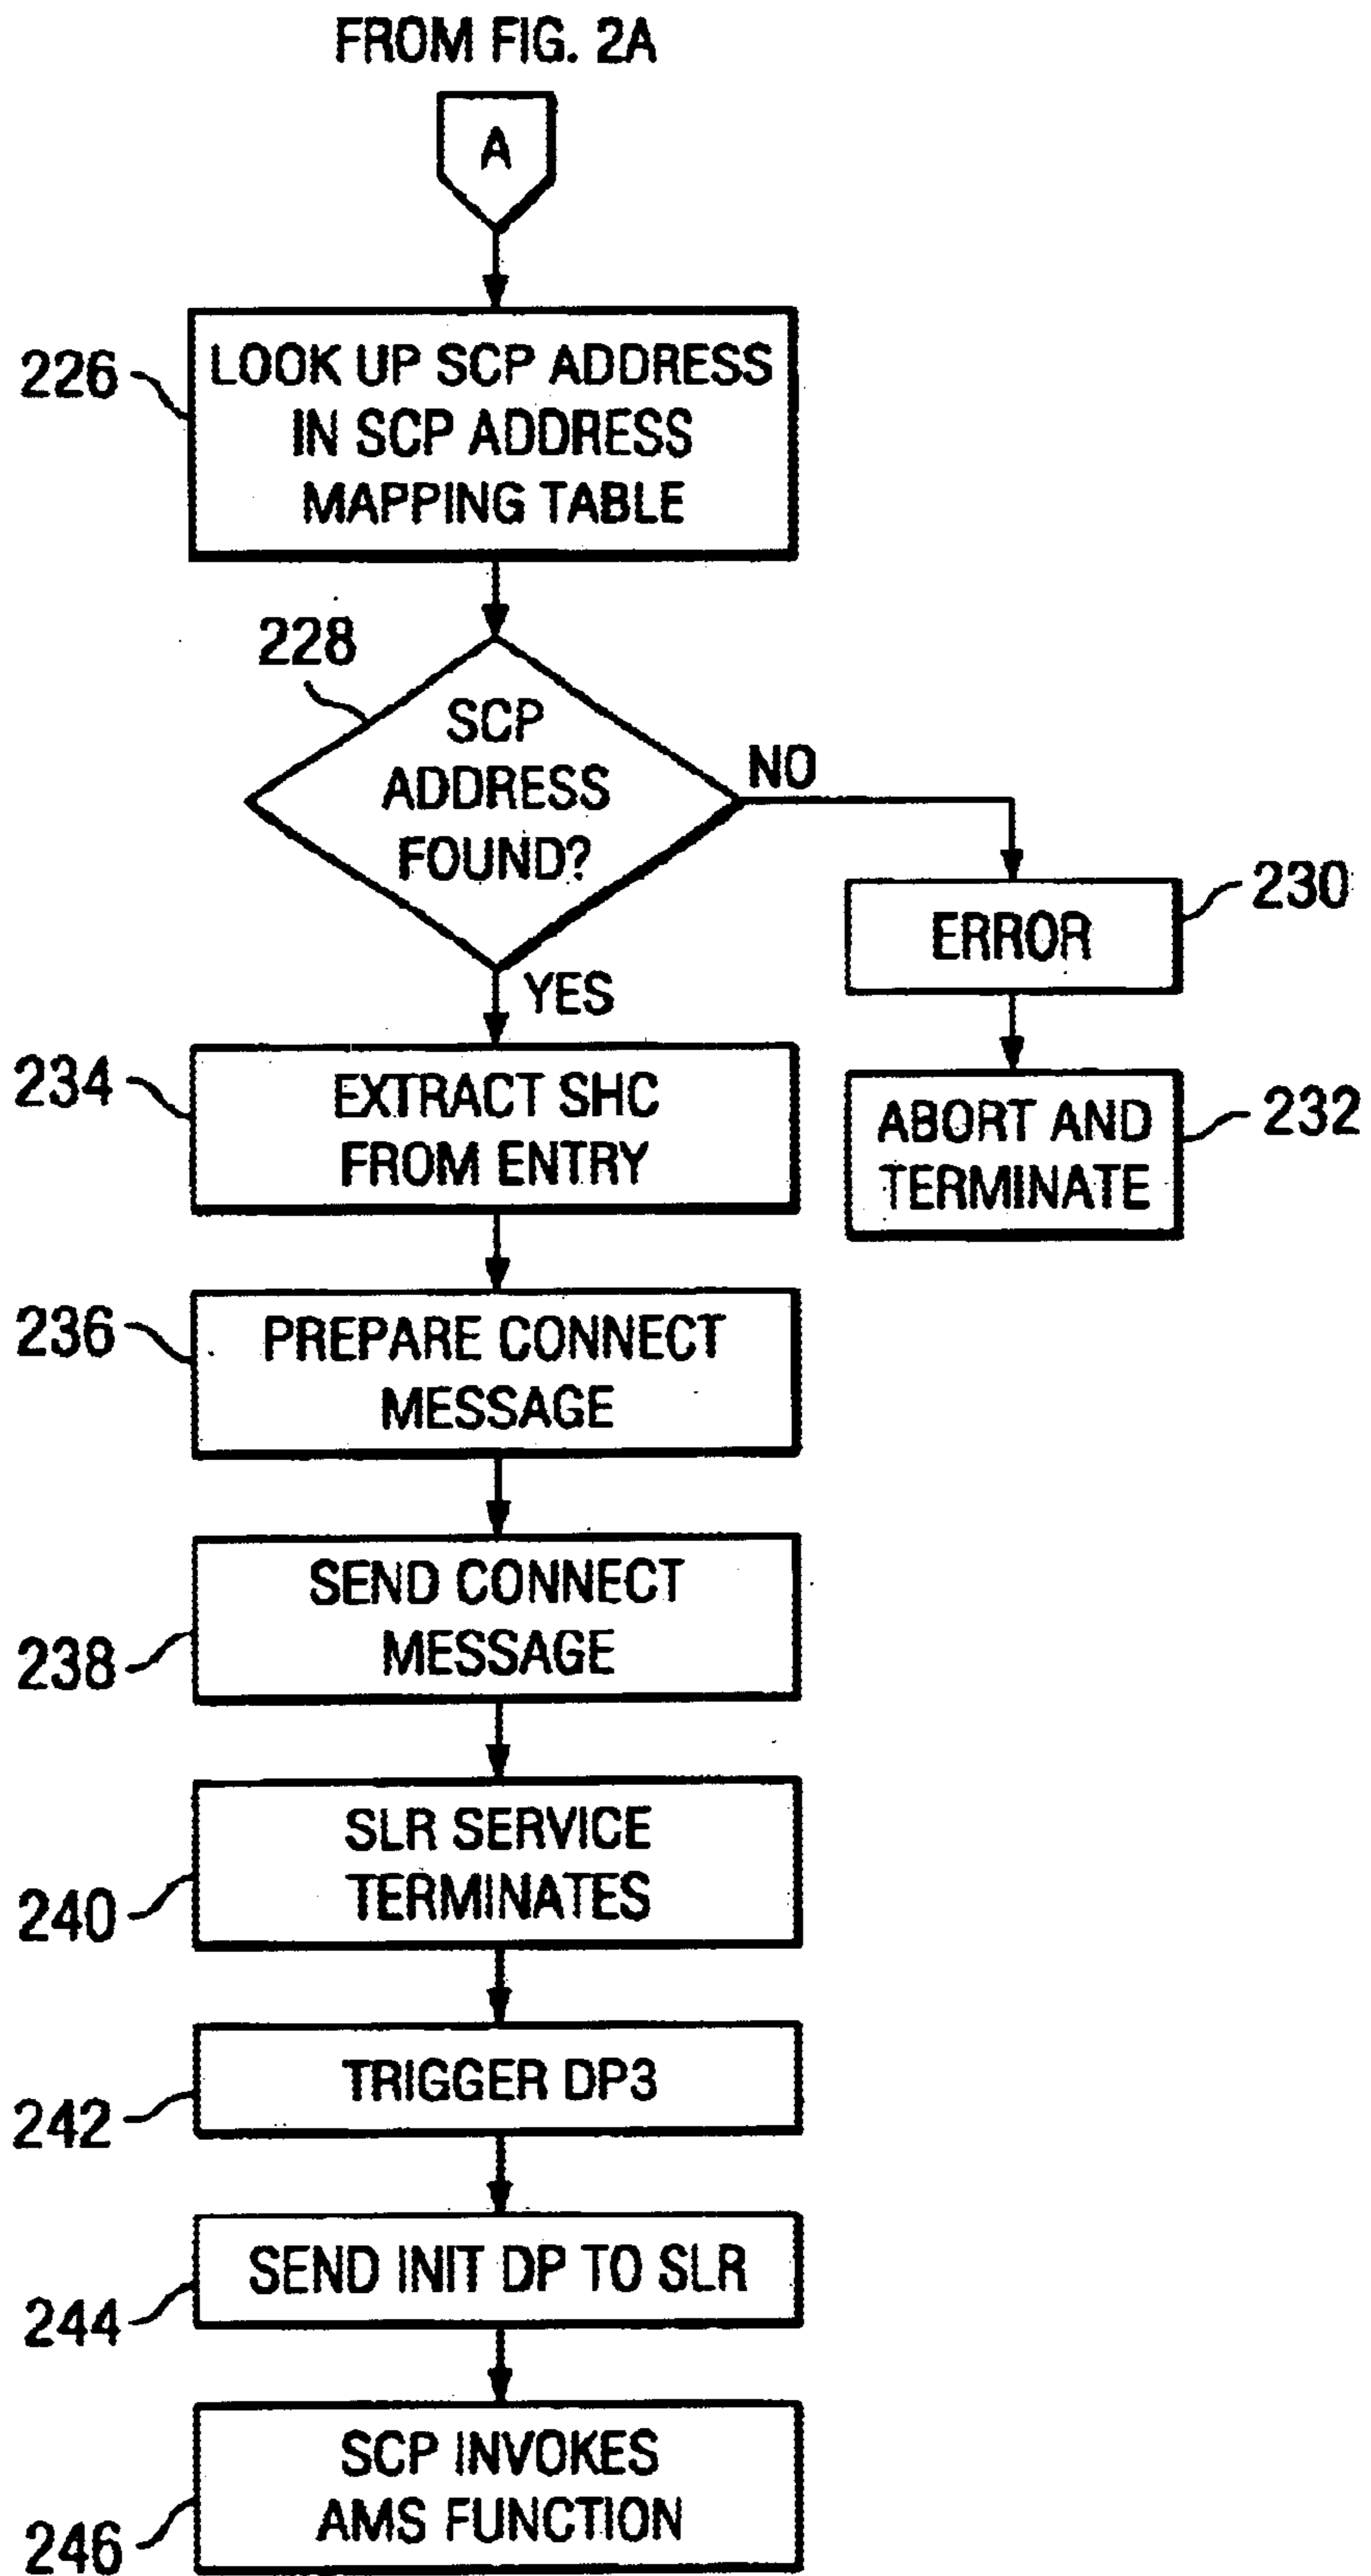 FROM FIG. 2A
A
226
LOOK UP SCP ADDRESS
IN SCP ADDRESS
MAPPING TABLE
228
SCP
ADDRESS
FOUND?
NO
YES
230
ERROR
232
ABORT AND
TERMINATE
234
EXTRACT SHC
FROM ENTRY
236
PREPARE CONNECT
MESSAGE
238
SEND CONNECT
MESSAGE
240
SLR SERVICE
TERMINATES
242
TRIGGER DP3
244
SEND INIT DP TO SLR
246
SCP INVOKES
AMS FUNCTION